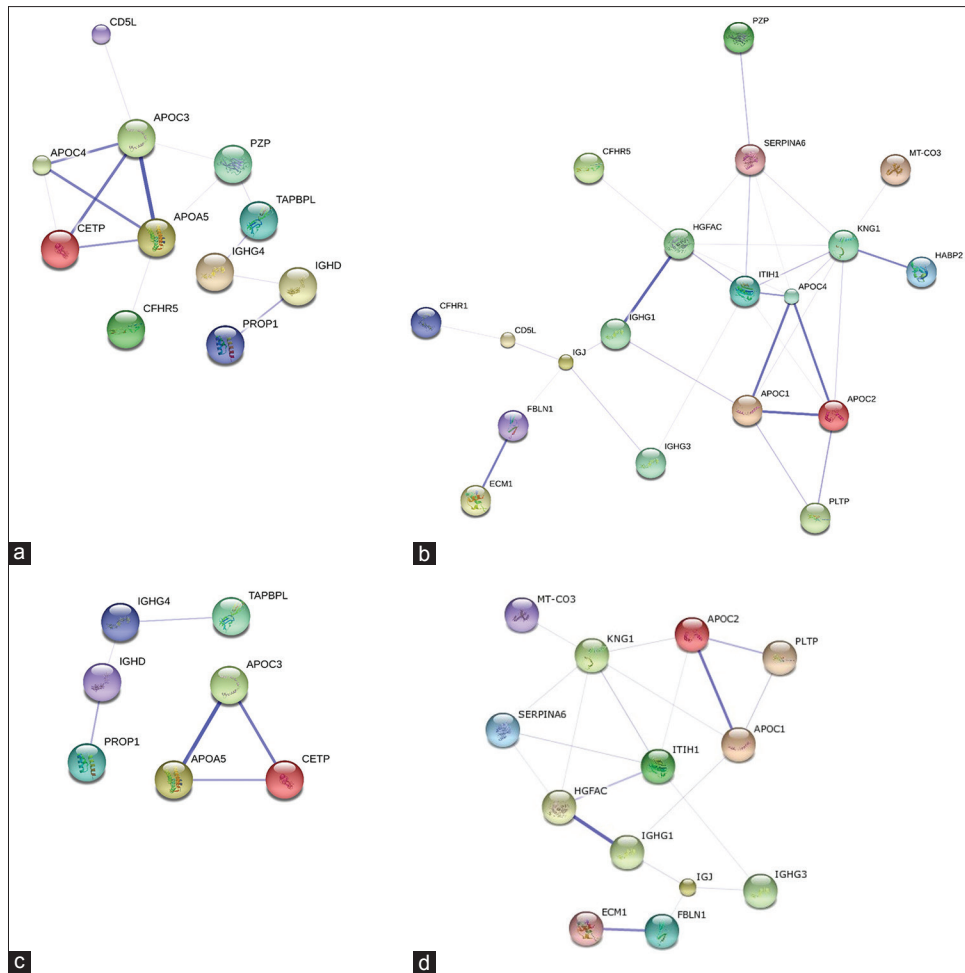 CD5L
APOC3
APOC4
PZP
TAPBPL
APOA5
CETP
IGHG4
IGHD
CFHR5
PROP1
a
PZP
SERPINA6
CFHR5
MT-CO3
KNG1
HGFAC
HABP2
ITIH1
APOC4
CFHR1
IGHG1
CD5L
IGJ
APOC1
APOC2
FBLN1
IGHG3
ECM1
PLTP
b
IGHG4
TAPBPL
IGHD
APOC3
PROP1
APOA5
CETP
c
MT-CO3
APOC2
KNG1
PLTP
SERPINA6
APOC1
ITIH1
HGFAC
IGHG1
IGJ
IGHG3
ECM1
FBLN1
d